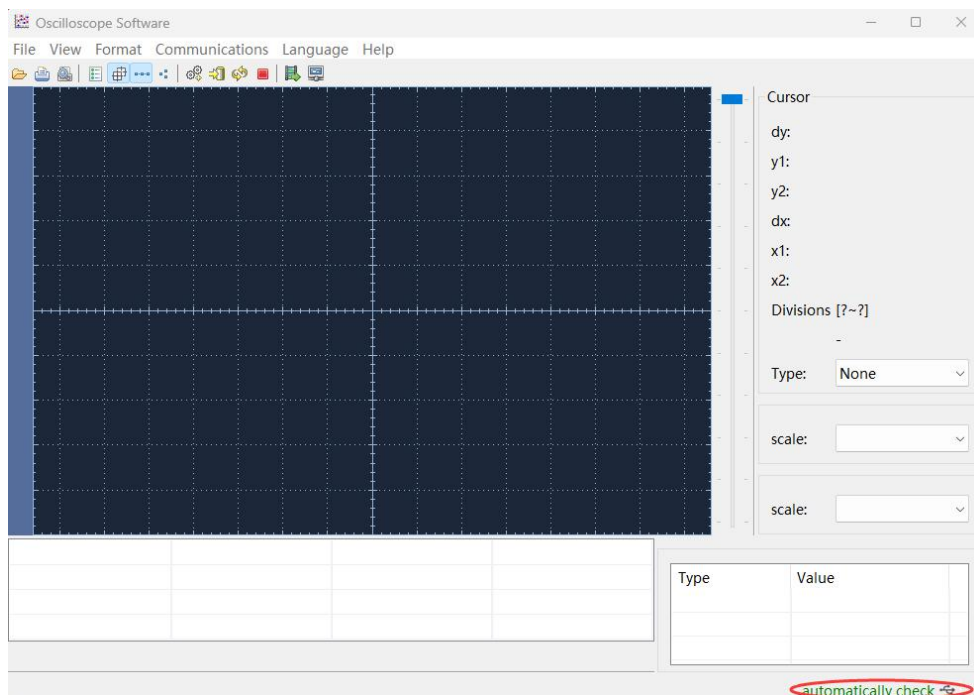 Oscilloscope Software
File View Format Communications Language Help
Cursor
dy:
y1:
y2:
dx:
x1:
x2:
Divisions [?~?]
-
Type: None
scale:
scale:
Type Value
automatically check